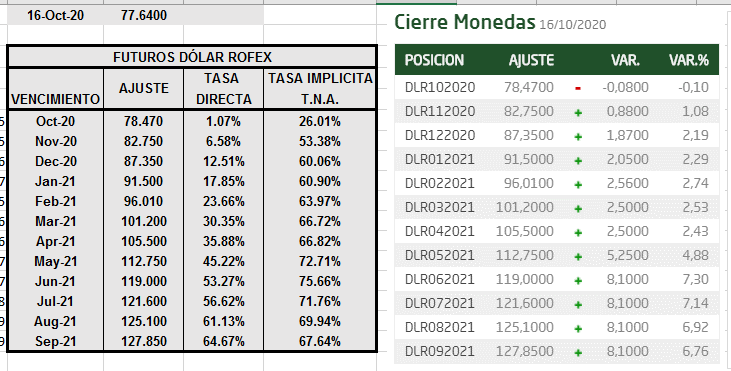 16-Oct-20 77.6400
FUTUROS DÓLAR ROFEX
VENCIMIENTO AJUSTE TASA DIRECTA TASA IMPLICITA T.N.A.
Oct-20 78.470 1.07% 26.01%
Nov-20 82.750 6.58% 53.38%
Dec-20 87.350 12.51% 60.06%
Jan-21 91.500 17.85% 60.90%
Feb-21 96.010 23.66% 63.97%
Mar-21 101.200 30.35% 66.72%
Apr-21 105.500 35.88% 66.82%
May-21 112.750 45.22% 72.71%
Jun-21 119.000 53.27% 75.66%
Jul-21 121.600 56.62% 71.76%
Aug-21 125.100 61.13% 69.94%
Sep-21 127.850 64.67% 67.64%
Cierre Monedas 16/10/2020
POSICION AJUSTE VAR. VAR.%
DLR102020 78,4700 - -0,0800 -0,10
DLR112020 82,7500 + 0,8800 1,08
DLR122020 87,3500 + 1,8700 2,19
DLR012021 91,5000 + 2,0500 2,29
DLR022021 96,0100 + 2,5600 2,74
DLR032021 101,2000 + 2,5000 2,53
DLR042021 105,5000 + 2,5000 2,43
DLR052021 112,7500 + 5,2500 4,88
DLR062021 119,0000 + 8,1000 7,30
DLR072021 121,6000 + 8,1000 7,14
DLR082021 125,1000 + 8,1000 6,92
DLR092021 127,8500 + 8,1000 6,76